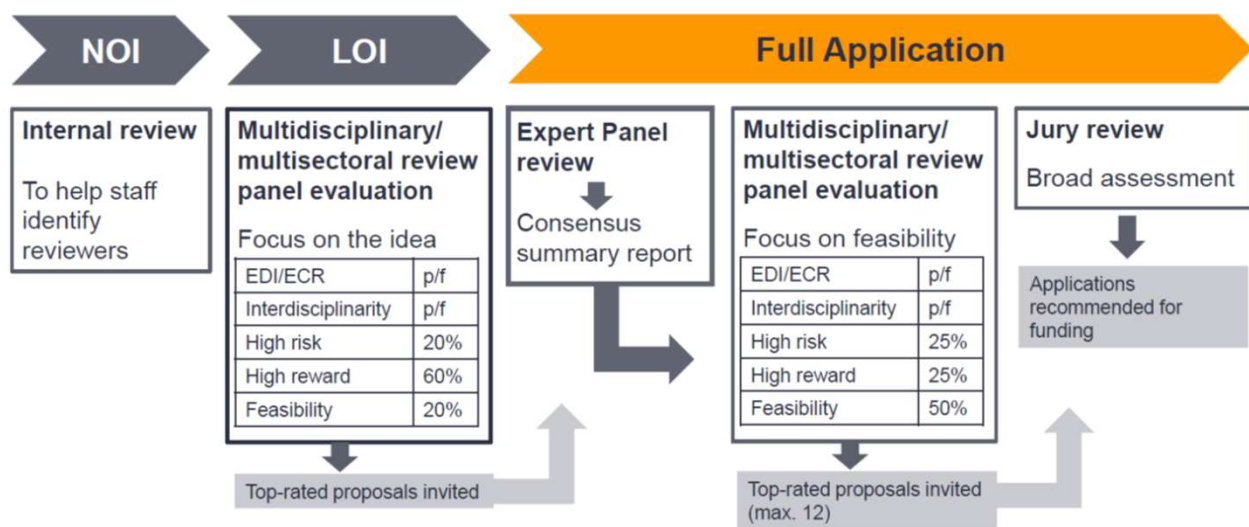 NOI
LOI
Full Application
Internal review
To help staff
identify
reviewers
Multidisciplinary/
multisectoral review
panel evaluation
Focus on the idea
EDI/ECR p/f
Interdisciplinarity p/f
High risk 20%
High reward 60%
Feasibility 20%
Top-rated proposals invited
Expert Panel
review
Consensus
summary report
Multidisciplinary/
multisectoral review
panel evaluation
Focus on feasibility
EDI/ECR p/f
Interdisciplinarity p/f
High risk 25%
High reward 25%
Feasibility 50%
Top-rated proposals invited
(max. 12)
Jury review
Broad assessment
Applications
recommended for
funding